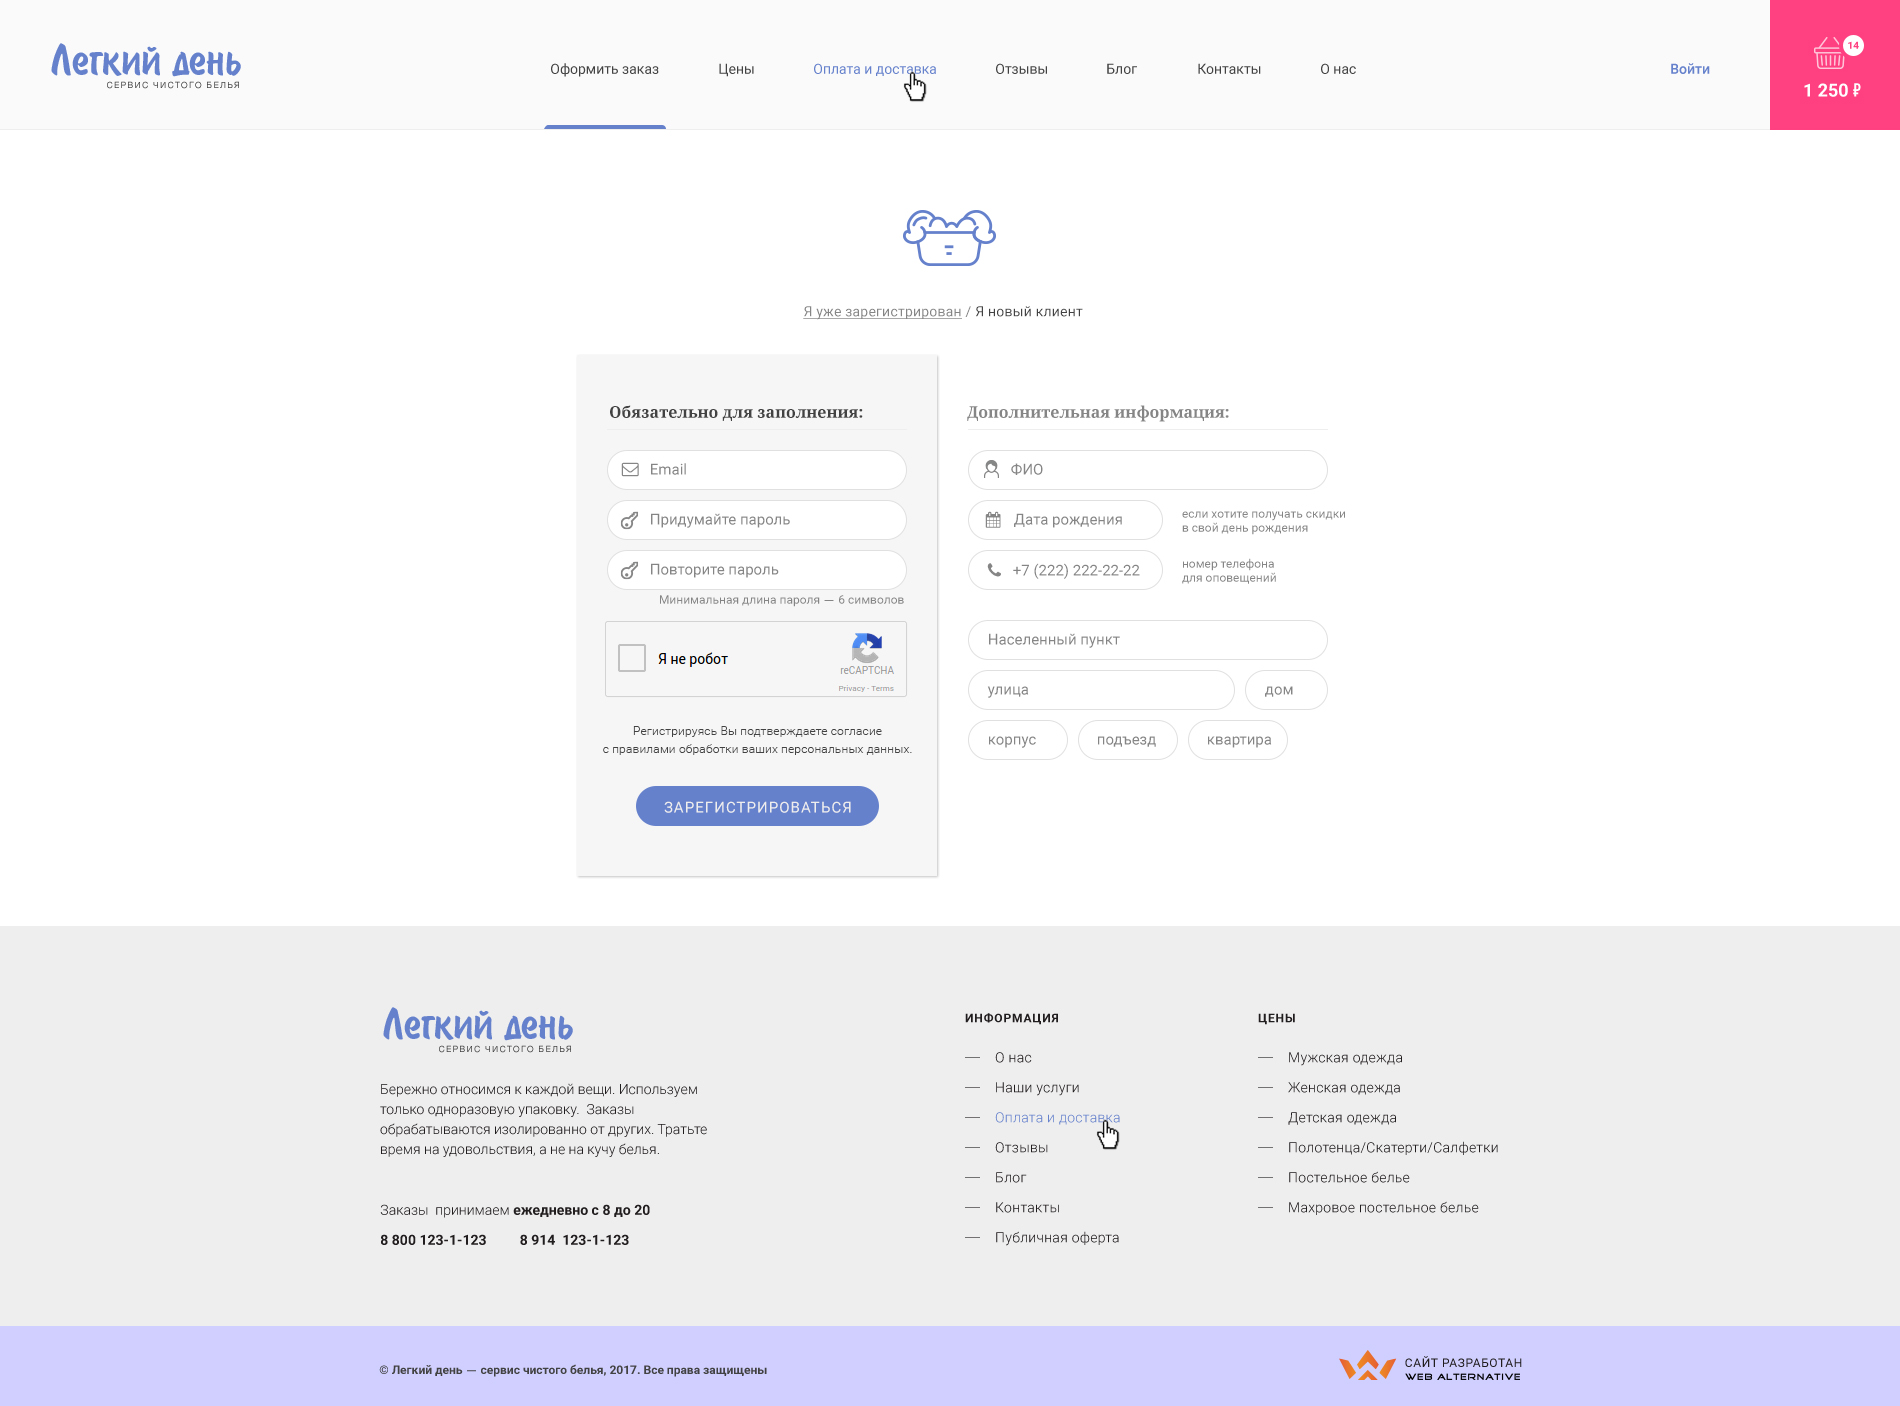 Легкий день
СЕРВИС ЧИСТОГО БЕЛЬЯ
Оформить заказ
Цены
Оплата и доставка
Отзывы
Блог
Контакты
О нас
Войти
14
1 250 ₽
Я уже зарегистрирован / Я новый клиент
Обязательно для заполнения:
Email
Придумайте пароль
Повторите пароль
Минимальная длина пароля — 6 символов
Я не робот
reCAPTCHA
Privacy - Terms
Регистрируясь Вы подтверждаете согласие
с правилами обработки ваших персональных данных.
ЗАРЕГИСТРИРОВАТЬСЯ
Дополнительная информация:
ФИО
Дата рождения
если хотите получать скидки
в свой день рождения
+7 (222) 222-22-22
номер телефона
для оповещений
Населенный пункт
улица
дом
корпус
подъезд
квартира
Легкий день
СЕРВИС ЧИСТОГО БЕЛЬЯ
Бережно относимся к каждой вещи. Используем
только одноразовую упаковку.  Заказы
обрабатываются изолированно от других. Тратьте
время на удовольствия, а не на кучу белья.
Заказы  принимаем ежедневно с 8 до 20
8 800 123-1-123
8 914  123-1-123
ИНФОРМАЦИЯ
— О нас
— Наши услуги
— Оплата и доставка
— Отзывы
— Блог
— Контакты
— Публичная оферта
ЦЕНЫ
— Мужская одежда
— Женская одежда
— Детская одежда
— Полотенца/Скатерти/Салфетки
— Постельное белье
— Махровое постельное белье
© Легкий день — сервис чистого белья, 2017. Все права защищены
САЙТ РАЗРАБОТАН
WEB ALTERNATIVE